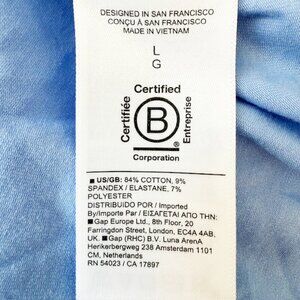 DESIGNED IN SAN FRANCISCO
CONÇU À SAN FRANCISCO
MADE IN VIETNAM
L
G
Certified
Certifiée
B
®
Entreprise
Corporation
■ US/GB: 84% COTTON, 9%
SPANDEX / ELASTANE, 7%
POLYESTER
DISTRIBUIDO POR / Imported
By/Importe Par / ΕΙΣΑΓΕΤΑΙ ΑΠΟ ΤΗΝ:
■Gap Europe Ltd., 8th Floor, 20
Farringdon Street, London, EC4A 4AB,
UK. ■Gap (RHC) B.V. Luna ArenA
Herikerbergweg 238 Amsterdam 1101
CM, Netherlands
RN 54023 / CA 17897